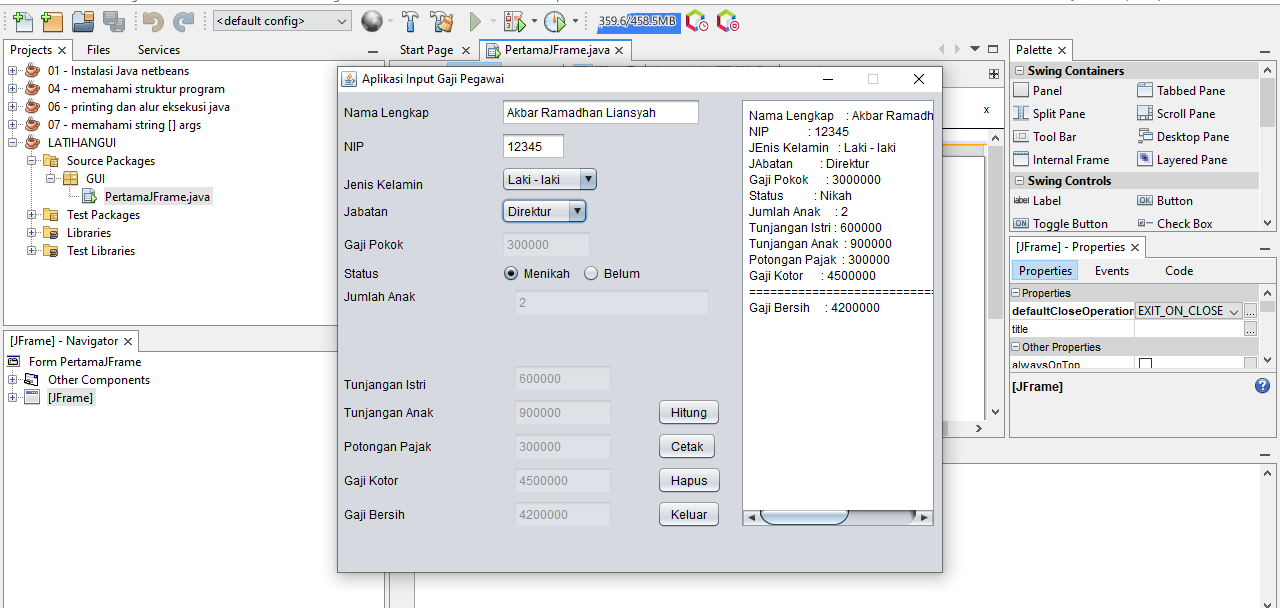 <default config>
359.6/458.5MB
Projects
Files
Services
Start Page
PertamaJFrame.java
Palette
01 - Instalasi Java netbeans
04 - memahami struktur program
06 - printing dan alur eksekusi java
07 - memahami string [] args
LATIHANGUI
Source Packages
GUI
PertamaJFrame.java
Test Packages
Libraries
Test Libraries
[JFrame] - Navigator
Form PertamaJFrame
Other Components
[JFrame]
Aplikasi Input Gaji Pegawai
Nama Lengkap
Akbar Ramadhan Liansyah
NIP
12345
Jenis Kelamin
Laki - laki
Jabatan
Direktur
Gaji Pokok
300000
Status
Menikah
Belum
Jumlah Anak
2
Tunjangan Istri
600000
Tunjangan Anak
900000
Hitung
Potongan Pajak
300000
Cetak
Gaji Kotor
4500000
Hapus
Gaji Bersih
4200000
Keluar
Nama Lengkap : Akbar Ramadh
NIP : 12345
JEnis Kelamin : Laki - laki
JAbatan : Direktur
Gaji Pokok : 3000000
Status : Nikah
Jumlah Anak : 2
Tunjangan Istri : 600000
Tunjangan Anak : 900000
Potongan Pajak : 300000
Gaji Kotor : 4500000
==========================
Gaji Bersih : 4200000
x
Swing Containers
Panel
Tabbed Pane
Split Pane
Scroll Pane
Tool Bar
Desktop Pane
Internal Frame
Layered Pane
Swing Controls
label Label
OK Button
ON Toggle Button
Check Box
[JFrame] - Properties
Properties
Events
Code
Properties
defaultCloseOperation EXIT_ON_CLOSE ...
title ...
Other Properties
alwaysOnTop
[JFrame]